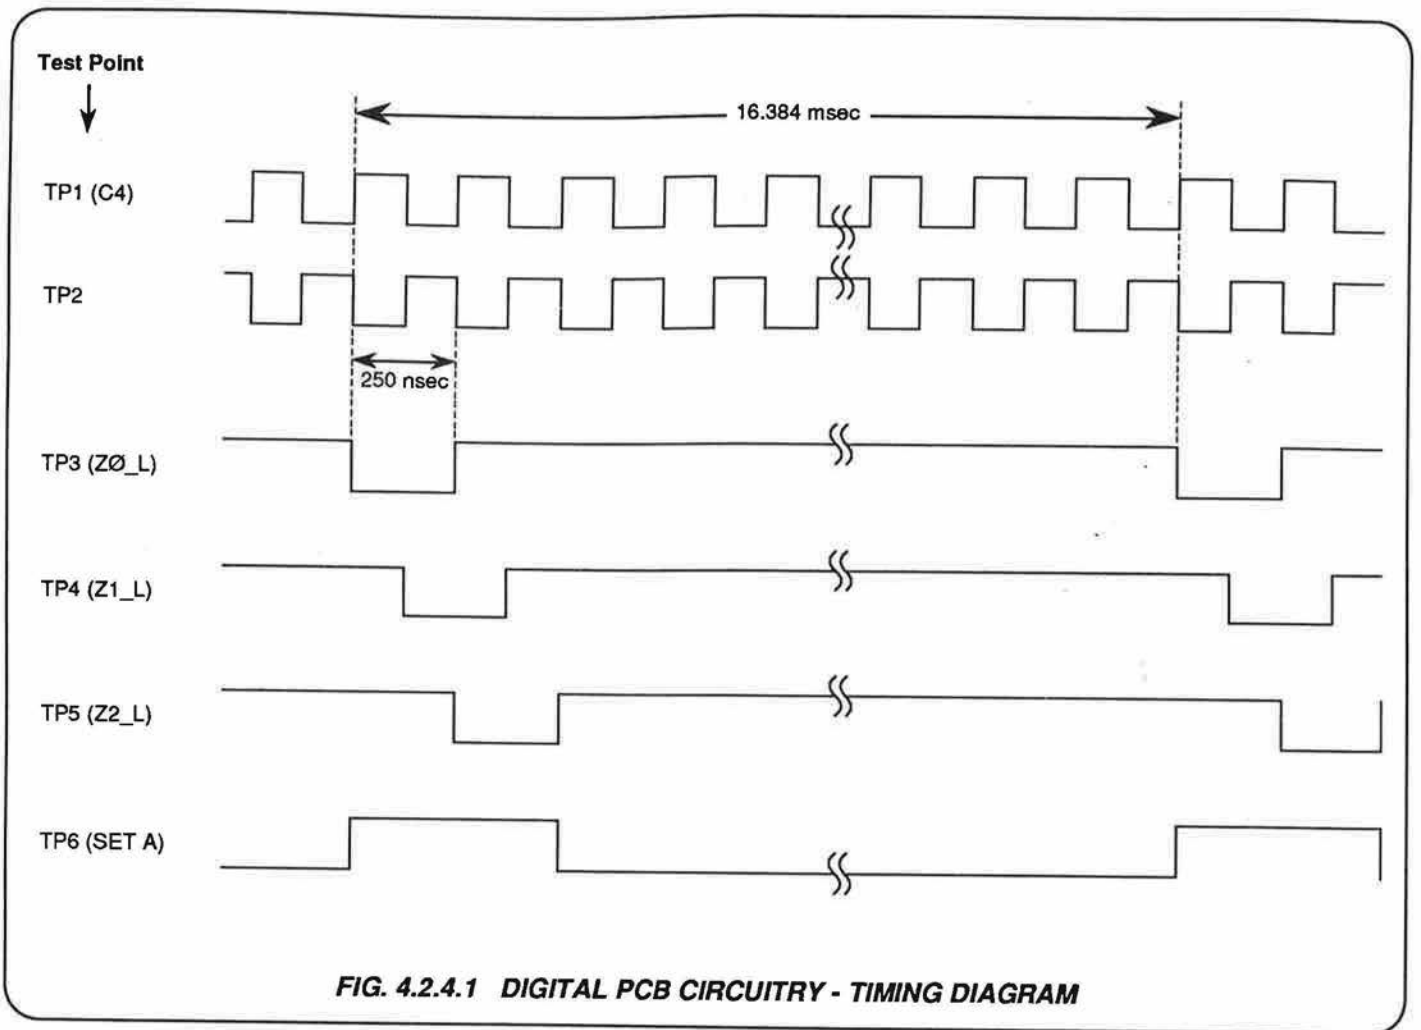 Test Point
16.384 msec
TP1 (C4)
TP2
250 nsec
TP3 (ZØ_L)
TP4 (Z1_L)
TP5 (Z2_L)
TP6 (SET A)
FIG. 4.2.4.1 DIGITAL PCB CIRCUITRY - TIMING DIAGRAM